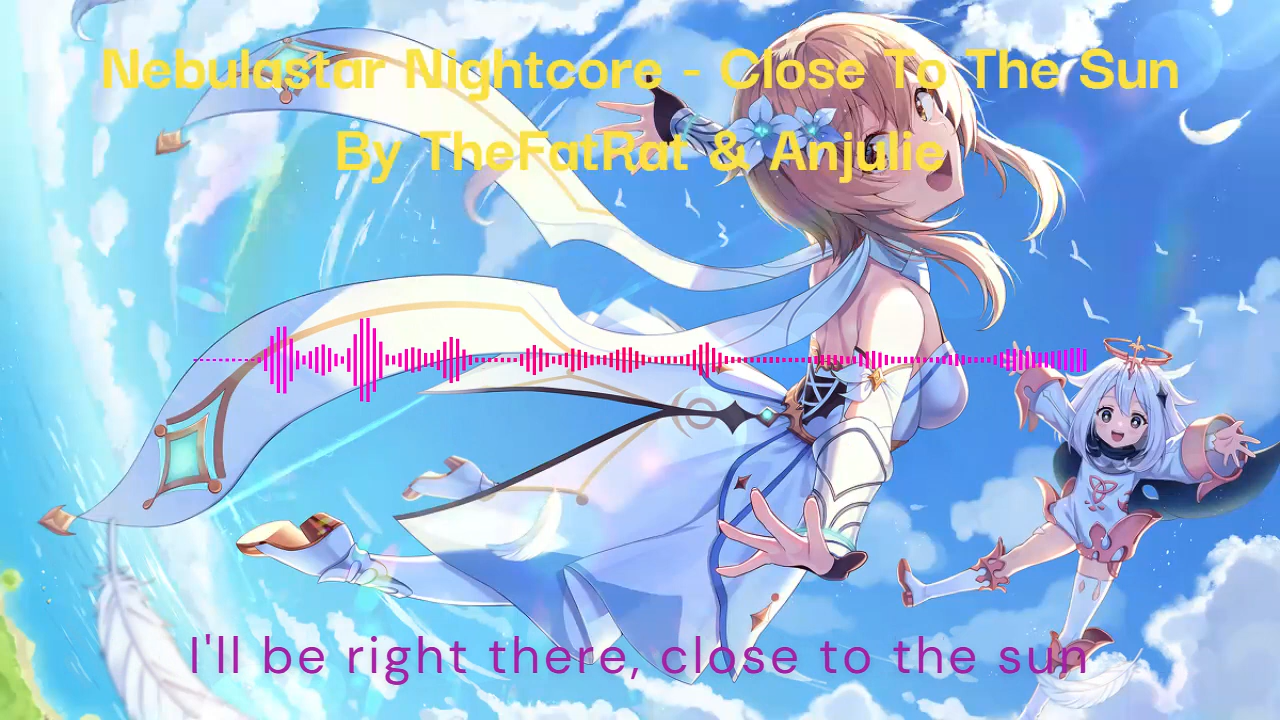 Nebulastar Nightcore - Close To The Sun
By TheFatRat & Anjulie
I'll be right there, close to the sun